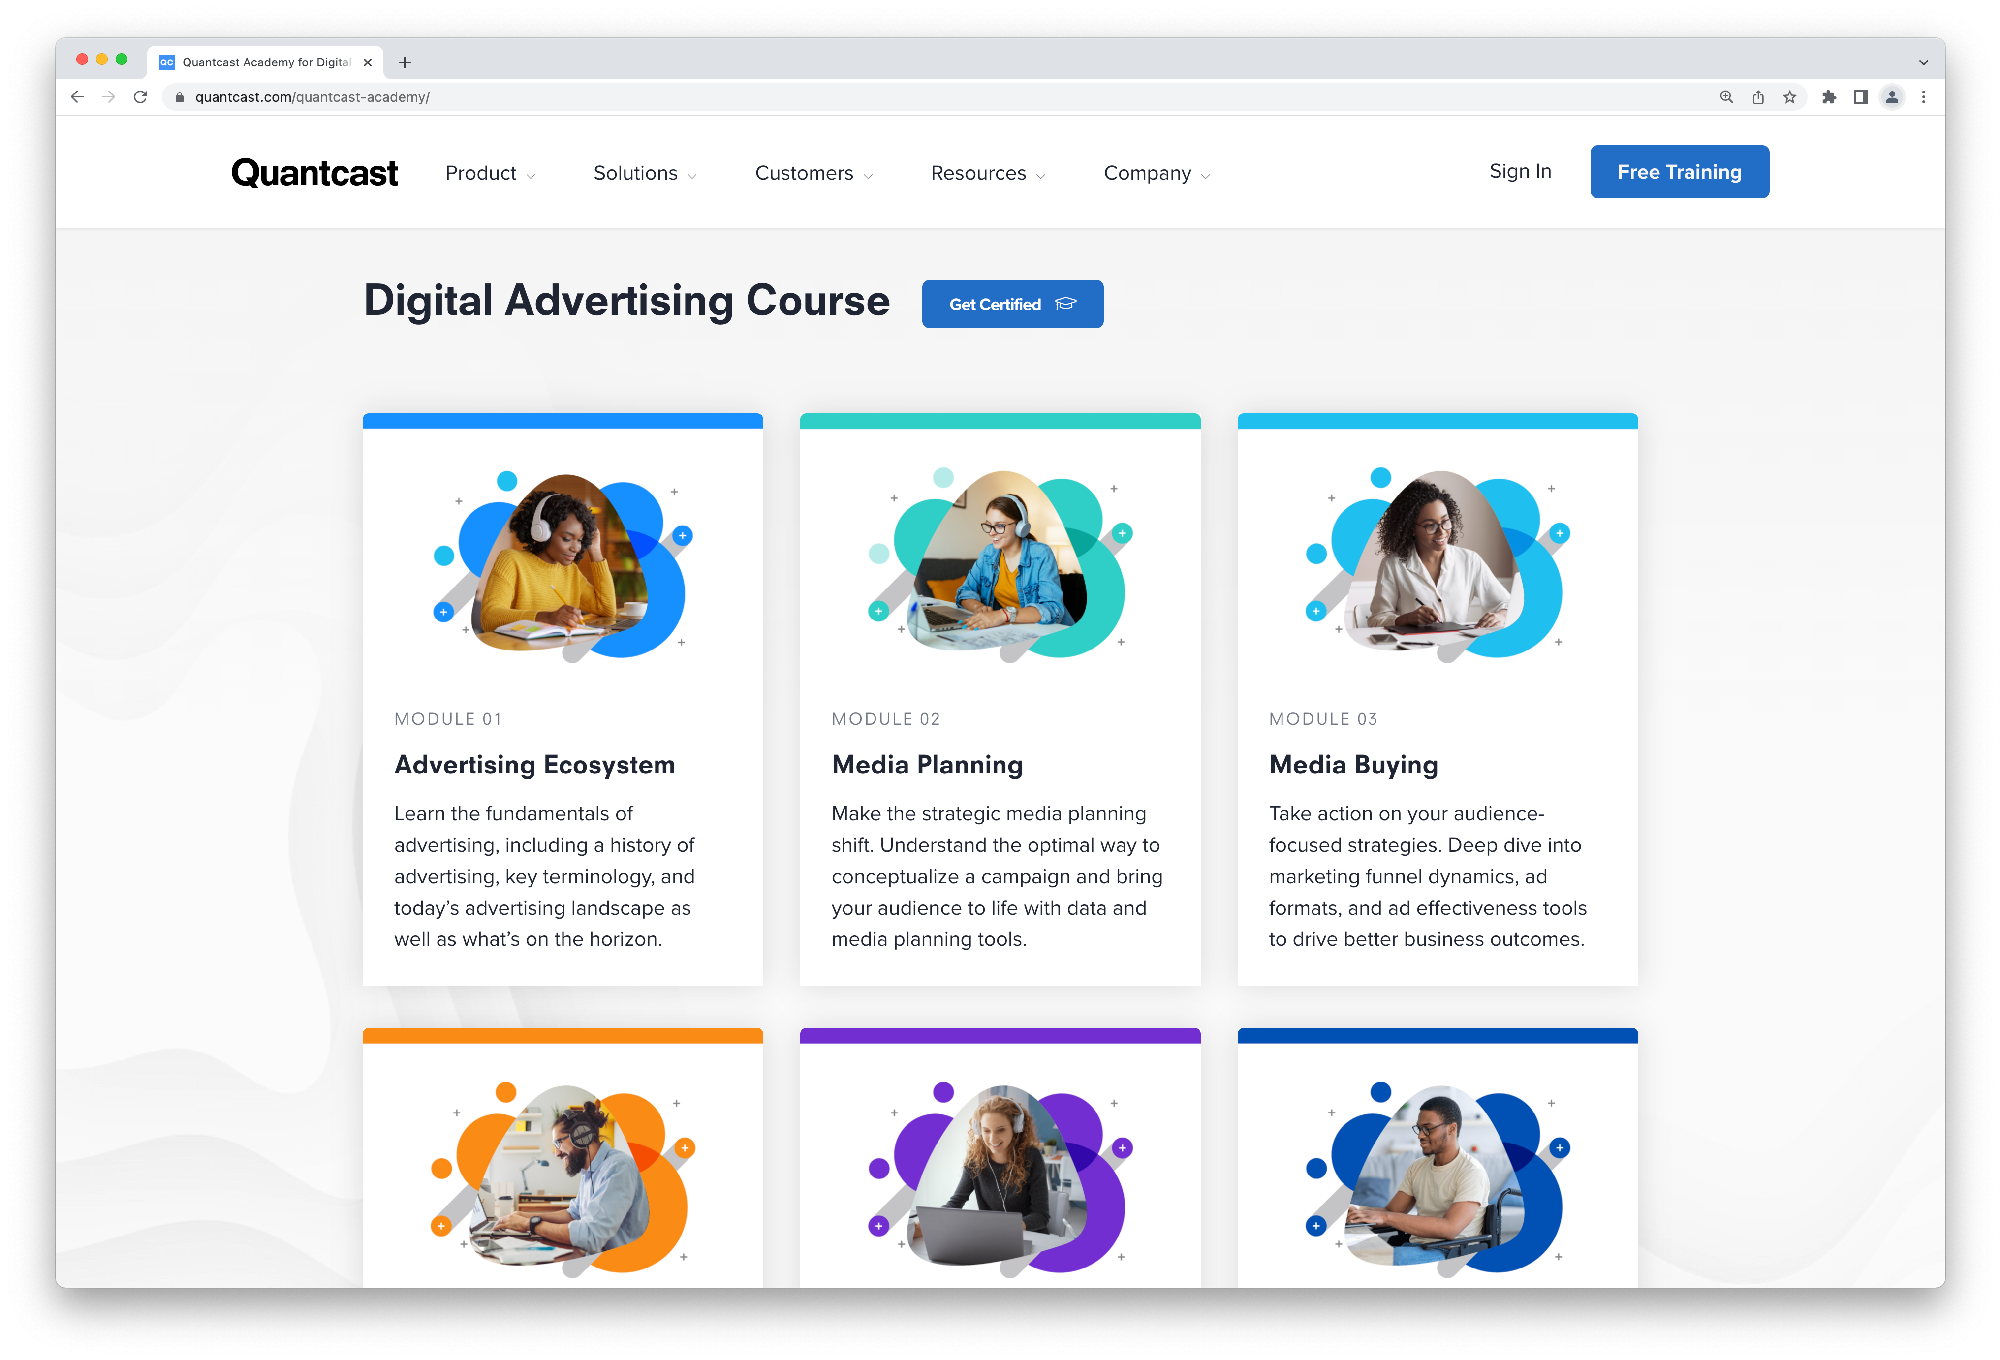 Quantcast Academy for Digital
quantcast.com/quantcast-academy/
Quantcast
Product
Solutions
Customers
Resources
Company
Sign In
Free Training
Digital Advertising Course
Get Certified
MODULE 01
Advertising Ecosystem
Learn the fundamentals of
advertising, including a history of
advertising, key terminology, and
today’s advertising landscape as
well as what’s on the horizon.
MODULE 02
Media Planning
Make the strategic media planning
shift. Understand the optimal way to
conceptualize a campaign and bring
your audience to life with data and
media planning tools.
MODULE 03
Media Buying
Take action on your audience-
focused strategies. Deep dive into
marketing funnel dynamics, ad
formats, and ad effectiveness tools
to drive better business outcomes.